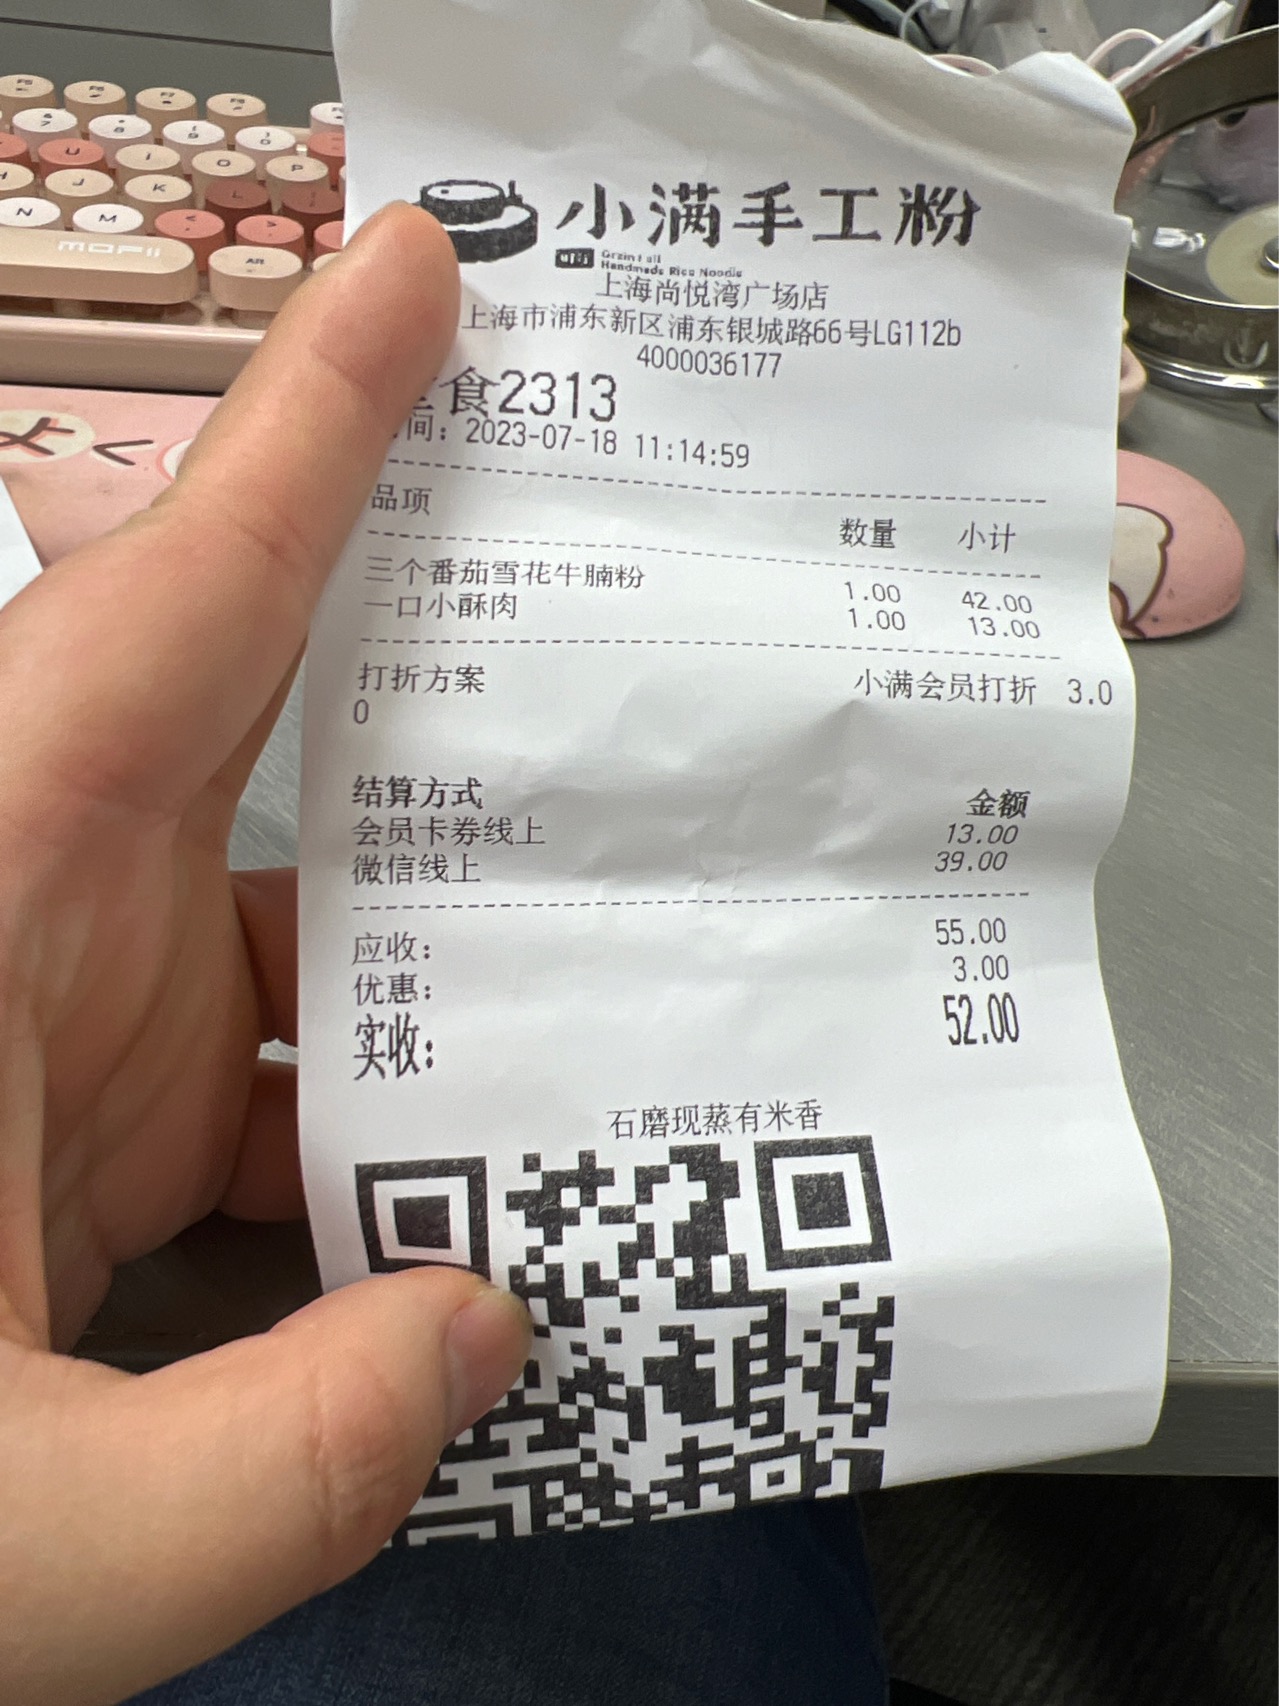 小满手工粉
Grain Full
Handmade Rice Noodle
上海尚悦湾广场店
上海市浦东新区浦东银城路66号LG112b
4000036177
食2313
间：2023-07-18 11:14:59
品项 数量 小计
三个番茄雪花牛腩粉 1.00 42.00
一口小酥肉 1.00 13.00
打折方案 小满会员打折 3.0
0
结算方式 金额
会员卡券线上 13.00
微信线上 39.00
应收： 55.00
优惠： 3.00
实收： 52.00
石磨现蒸有米香
7 8 9 0
U I O P
H J K L
N M < >
MOFii